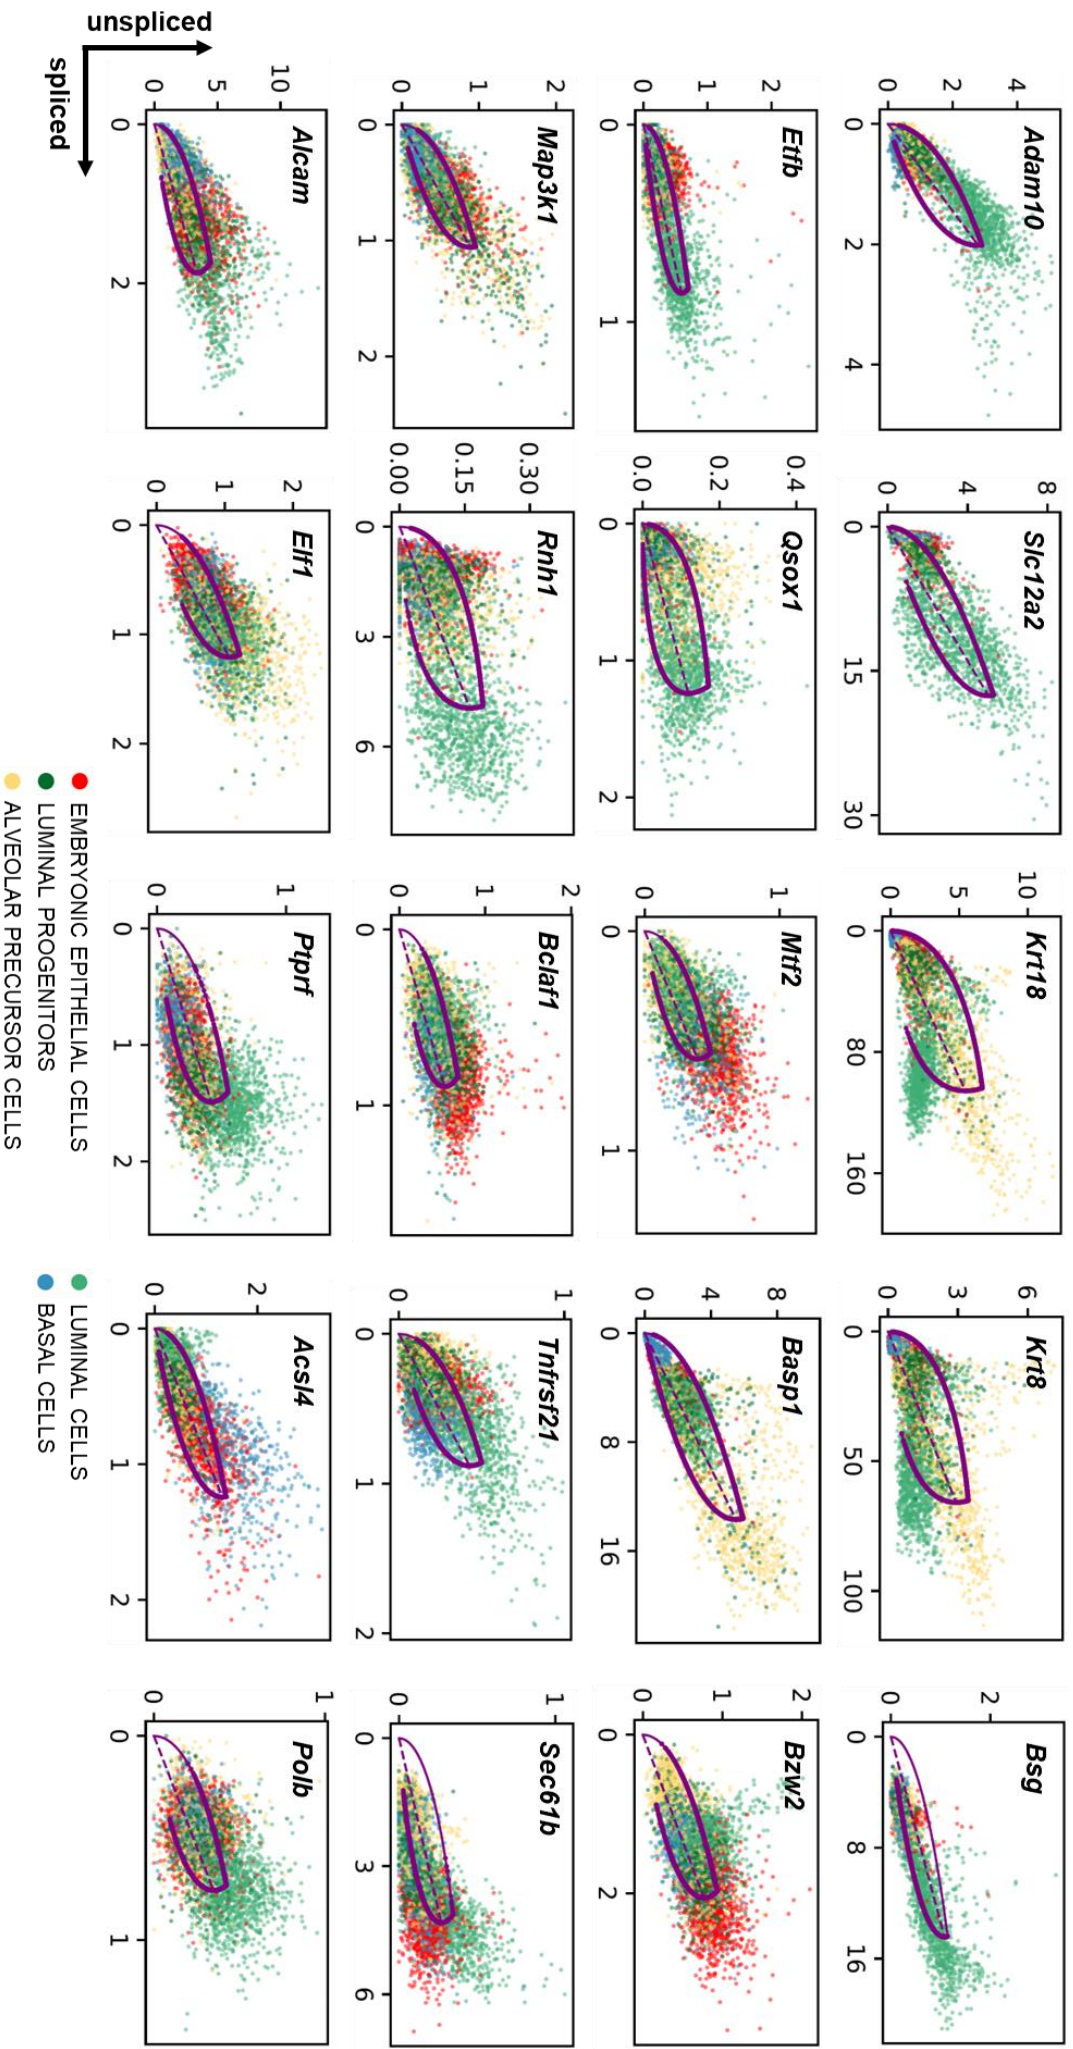 Adam10
4
2
0
0 2 4
Slc12a2
8
4
0
0 15 30
Krt18
10
5
0
0 80 160
Krt8
6
3
0
0 50 100
Bsg
2
0
0 8 16
Etfb
2
1
0
0 1
Qsox1
0.4
0.2
0.0
0 1 2
Mtf2
1
0
0 1
Basp1
8
4
0
0 8 16
Bzw2
2
1
0
0 2
Map3k1
2
1
0
0 1 2
Rnh1
0.30
0.15
0.00
0 3 6
Bclaf1
2
1
0
0 1
Tnfrsf21
1
0
0 1 2
Sec61b
1
0
0 3 6
Alcam
10
5
0
0 2
Elf1
2
1
0
0 1 2
Ptprf
1
0
0 1 2
Acsl4
2
0
0 1 2
Polb
1
0
0 1
unspliced
spliced
EMBRYONIC EPITHELIAL CELLS
LUMINAL PROGENITORS
ALVEOLAR PRECURSOR CELLS
LUMINAL CELLS
BASAL CELLS